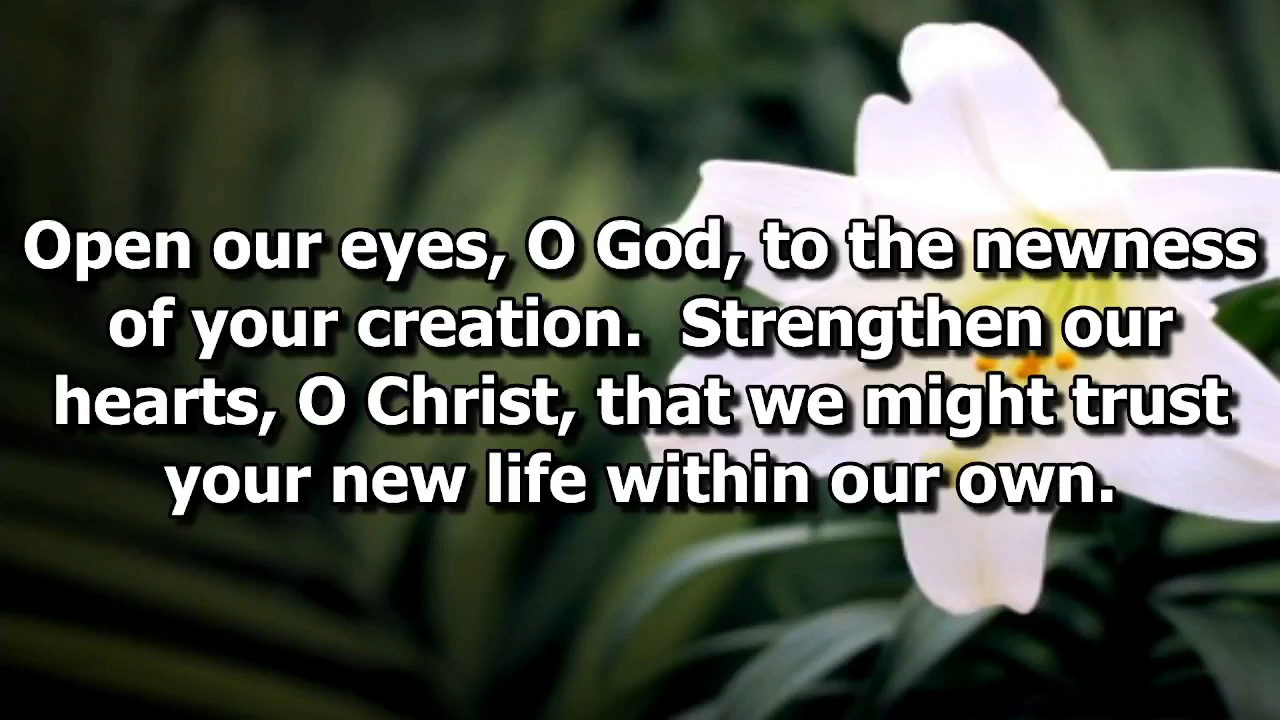 Open our eyes, O God, to the newness
of your creation.  Strengthen our
hearts, O Christ, that we might trust
your new life within our own.